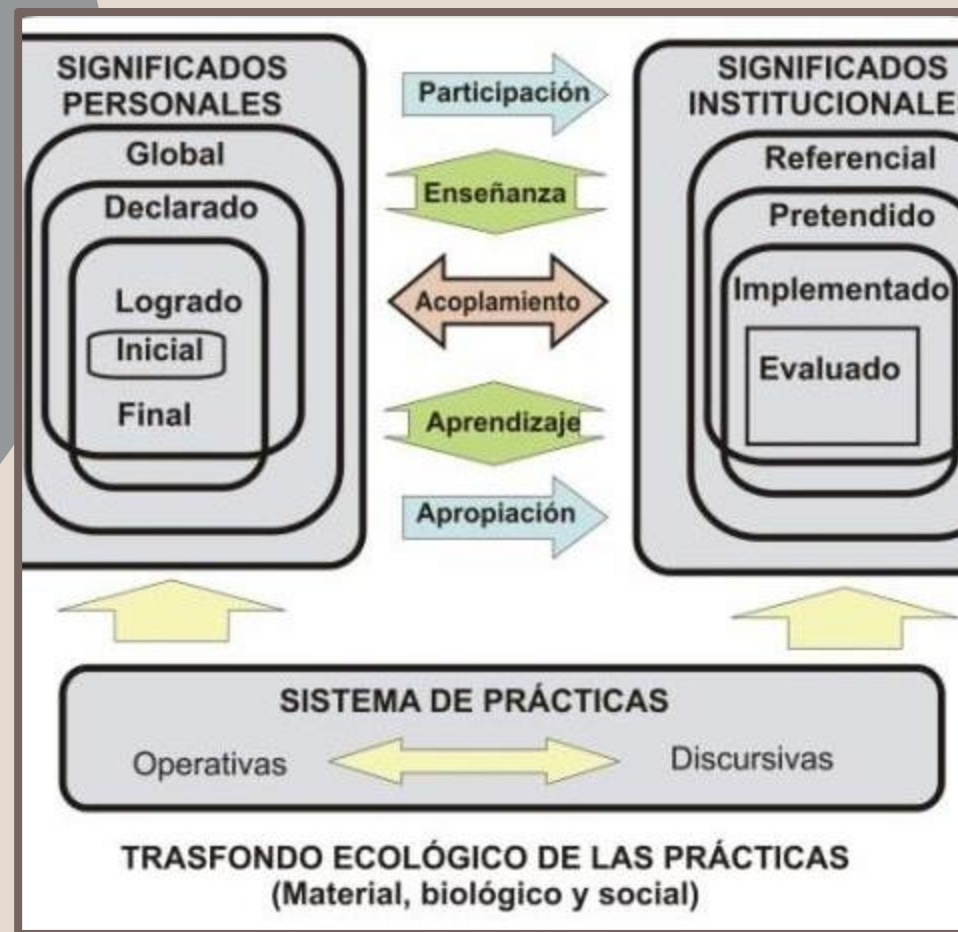 SIGNIFICADOS
PERSONALES
Global
Declarado
Logrado
Inicial
Final
Participación
Enseñanza
Acoplamiento
Aprendizaje
Apropiación
SIGNIFICADOS
INSTITUCIONALE
Referencial
Pretendido
Implementado
Evaluado
SISTEMA DE PRÁCTICAS
Operativas
Discursivas
TRASFONDO ECOLÓGICO DE LAS PRÁCTICAS
(Material, biológico y social)